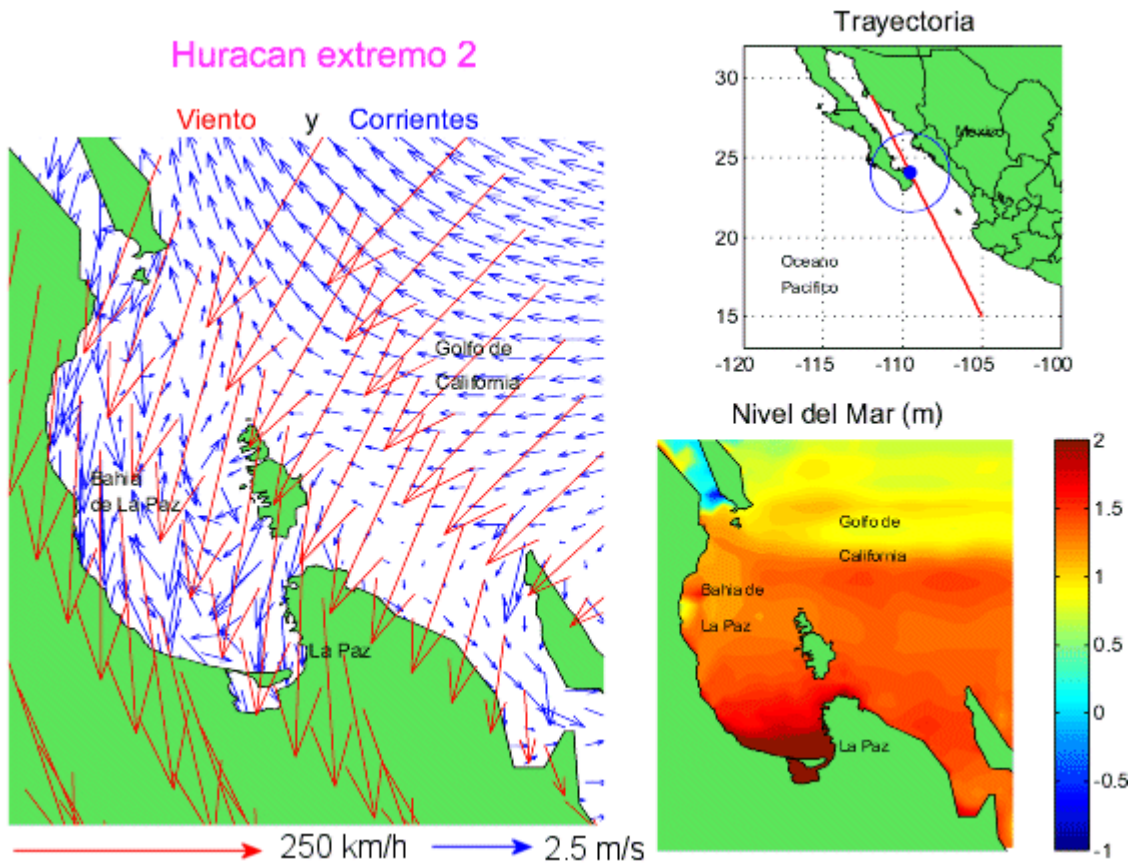 Huracan extremo 2
Viento y Corrientes
Golfo de
California
Bahia
de La Paz
La Paz
250 km/h
2.5 m/s
Trayectoria
30
25
20
15
Mexico
Oceano
Pacifico
-120 -115 -110 -105 -100
Nivel del Mar (m)
Golfo de
California
Bahia de
La Paz
La Paz
2
1.5
1
0.5
0
-0.5
-1